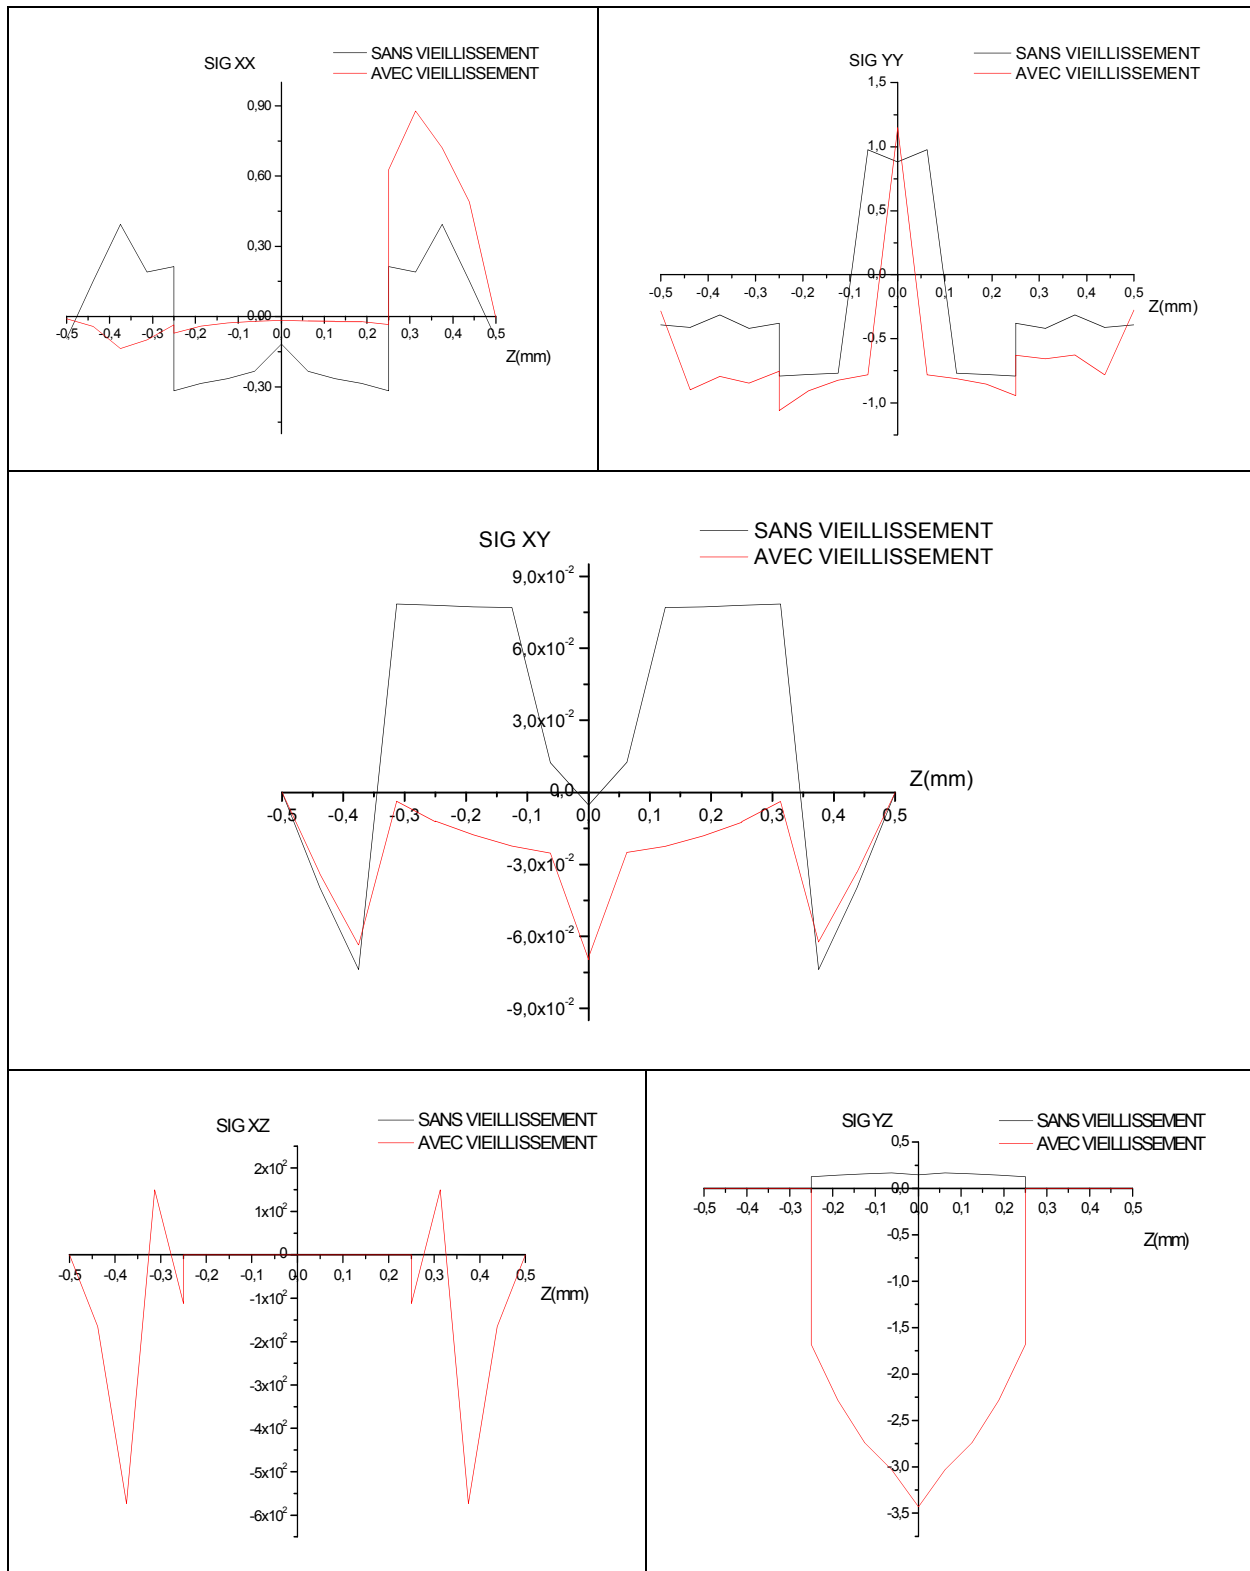 SIG XX
SANS VIEILLISSEMENT
AVEC VIEILLISSEMENT
0,90
0,60
0,30
0,00
-0,30
-0,5 -0,4 -0,3 -0,2 -0,1 0,0 0,1 0,2 0,3 0,4 0,5
Z(mm)
SIG YY
SANS VIEILLISSEMENT
AVEC VIEILLISSEMENT
1,5
1,0
0,5
0,0
-0,5
-1,0
-0,5 -0,4 -0,3 -0,2 -0,1 0,0 0,1 0,2 0,3 0,4 0,5
Z(mm)
SIG XY
SANS VIEILLISSEMENT
AVEC VIEILLISSEMENT
9,0x10⁻²
6,0x10⁻²
3,0x10⁻²
0,0
-3,0x10⁻²
-6,0x10⁻²
-9,0x10⁻²
-0,5 -0,4 -0,3 -0,2 -0,1 0,0 0,1 0,2 0,3 0,4 0,5
Z(mm)
SIG XZ
SANS VIEILLISSEMENT
AVEC VIEILLISSEMENT
2x10²
1x10²
0
-1x10²
-2x10²
-3x10²
-4x10²
-5x10²
-6x10²
-0,5 -0,4 -0,3 -0,2 -0,1 0,0 0,1 0,2 0,3 0,4 0,5
Z(mm)
SIG YZ
SANS VIEILLISSEMENT
AVEC VIEILLISSEMENT
0,5
0,0
-0,5
-1,0
-1,5
-2,0
-2,5
-3,0
-3,5
-0,5 -0,4 -0,3 -0,2 -0,1 0,0 0,1 0,2 0,3 0,4 0,5
Z(mm)